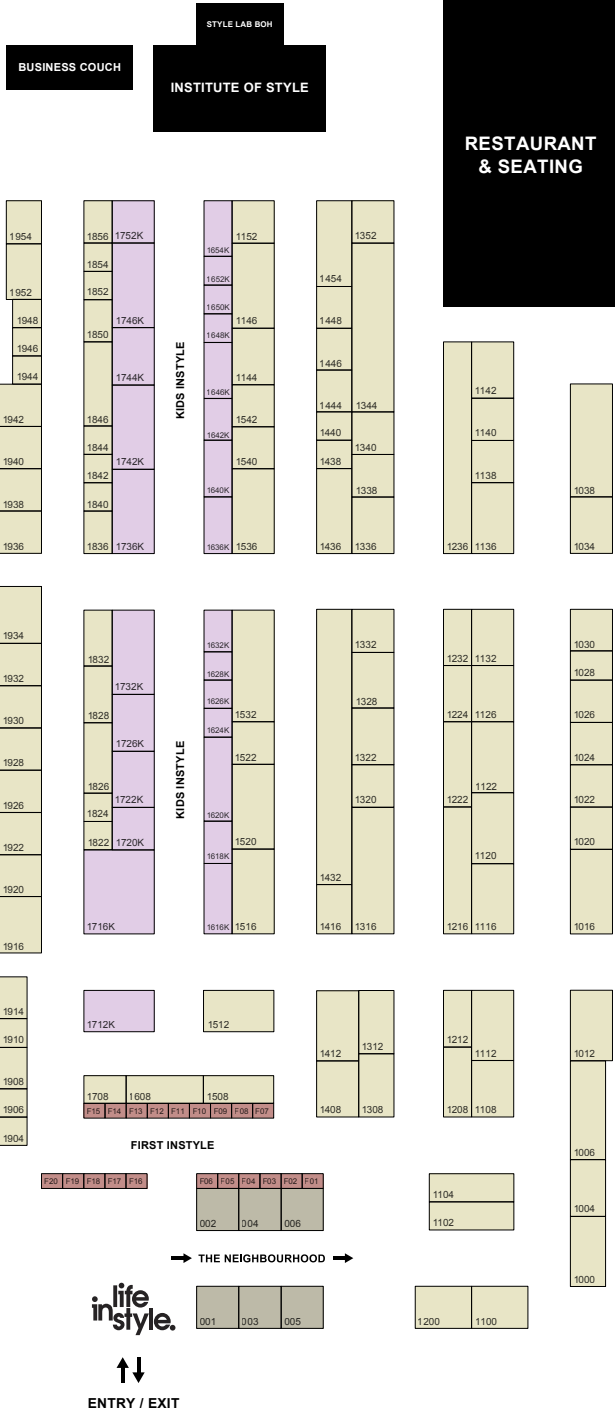 STYLE LAB BOH
BUSINESS COUCH
INSTITUTE OF STYLE
RESTAURANT
& SEATING
1954
1952
1948
1946
1944
1942
1940
1938
1936
1856 1752K
1854
1852
1746K
1850
1744K
1846
1844
1742K
1842
1840
1836 1736K
KIDS INSTYLE
1654K
1152
1652K
1650K
1146
1648K
1144
1646K
1542
1642K
1540
1640K
1636K 1536
1352
1454
1448
1446
1444 1344
1440
1340
1438
1338
1436 1336
1142
1140
1138
1236 1136
1038
1034
1934
1932
1930
1928
1926
1922
1920
1916
1832
1732K
1828
1726K
1826
1722K
1824
1822 1720K
1716K
KIDS INSTYLE
1632K
1628K
1626K
1532
1624K
1522
1620K
1520
1618K
1616K 1516
1332
1328
1322
1320
1432
1416 1316
1232 1132
1224 1126
1122
1222
1120
1216 1116
1030
1028
1026
1024
1022
1020
1016
1914
1910
1908
1906
1904
1712K
1512
1412
1312
1408 1308
1212
1112
1208 1108
1012
1006
1004
1000
1708 1608 1508
F15 F14 F13 F12 F11 F10 F09 F08 F07
FIRST INSTYLE
F20 F19 F18 F17 F16
F06 F05 F04 F03 F02 F01
002 004 006
1104
1102
THE NEIGHBOURHOOD
life
instyle.
001 003 005
1200 1100
ENTRY / EXIT